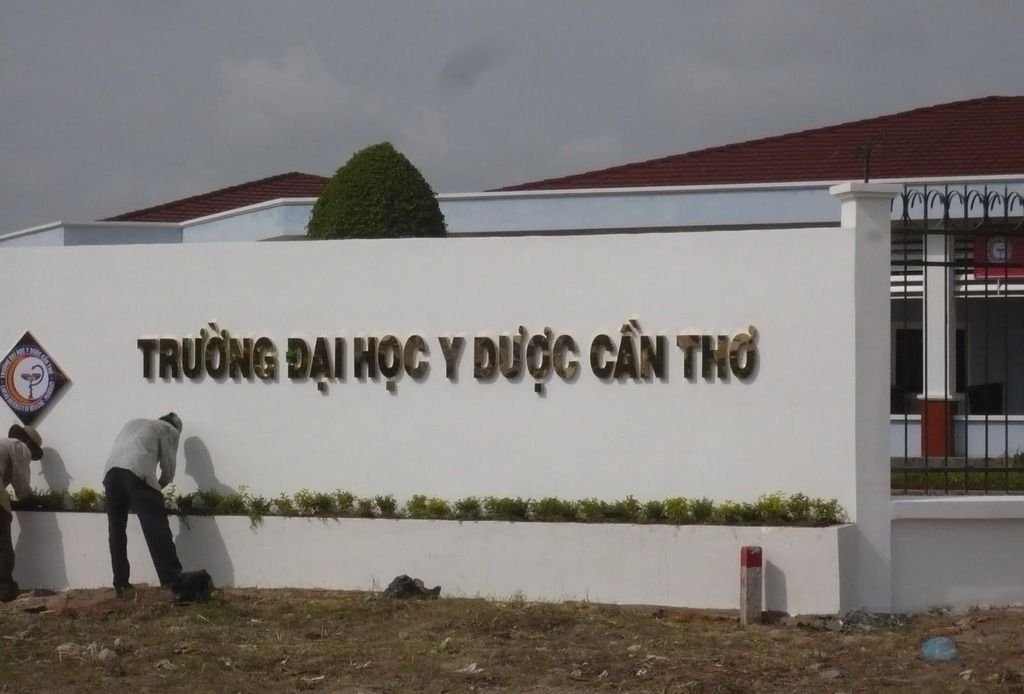 TRƯỜNG ĐẠI HỌC Y DƯỢC CẦN THƠ